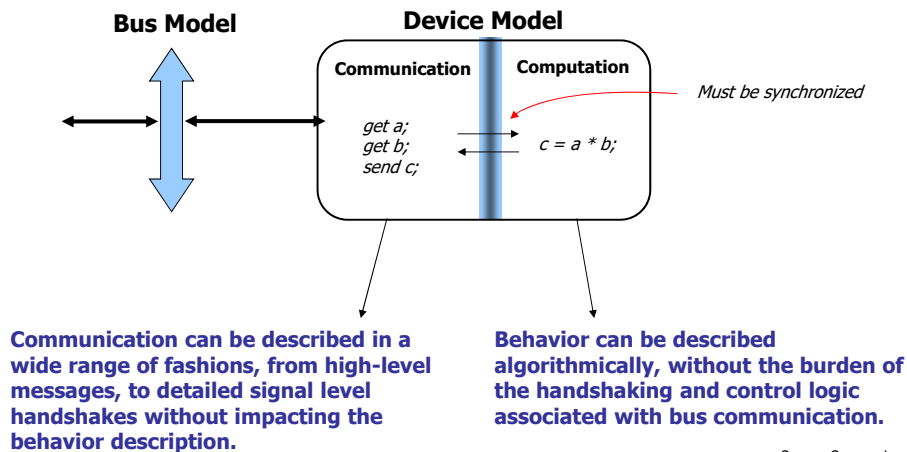 Bus Model
Device Model
Communication
Computation
Must be synchronized
get a;
get b;
send c;
c = a * b;
Communication can be described in a
wide range of fashions, from high-level
messages, to detailed signal level
handshakes without impacting the
behavior description.
Behavior can be described
algorithmically, without the burden of
the handshaking and control logic
associated with bus communication.